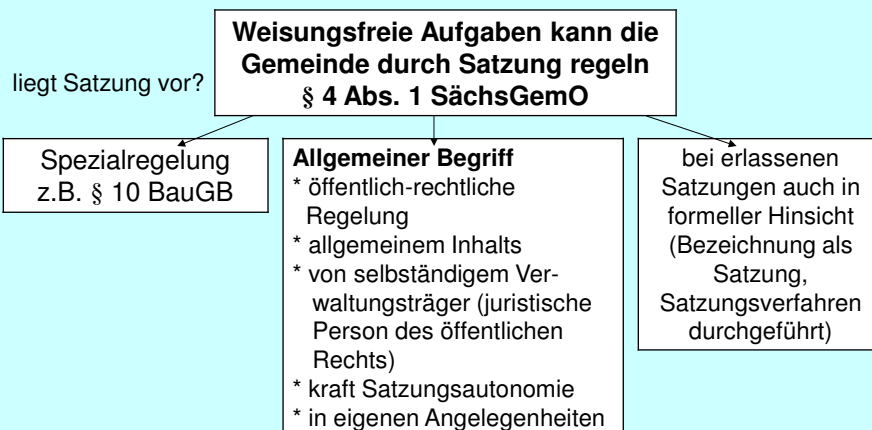 Weisungsfreie Aufgaben kann die
Gemeinde durch Satzung regeln
§ 4 Abs. 1 SächsGemO
liegt Satzung vor?
Spezialregelung
z.B. § 10 BauGB
Allgemeiner Begriff
* öffentlich-rechtliche
Regelung
* allgemeinem Inhalts
* von selbständigem Ver-
waltungsträger (juristische
Person des öffentlichen
Rechts)
* kraft Satzungsautonomie
* in eigenen Angelegenheiten
bei erlassenen
Satzungen auch in
formeller Hinsicht
(Bezeichnung als
Satzung,
Satzungsverfahren
durchgeführt)